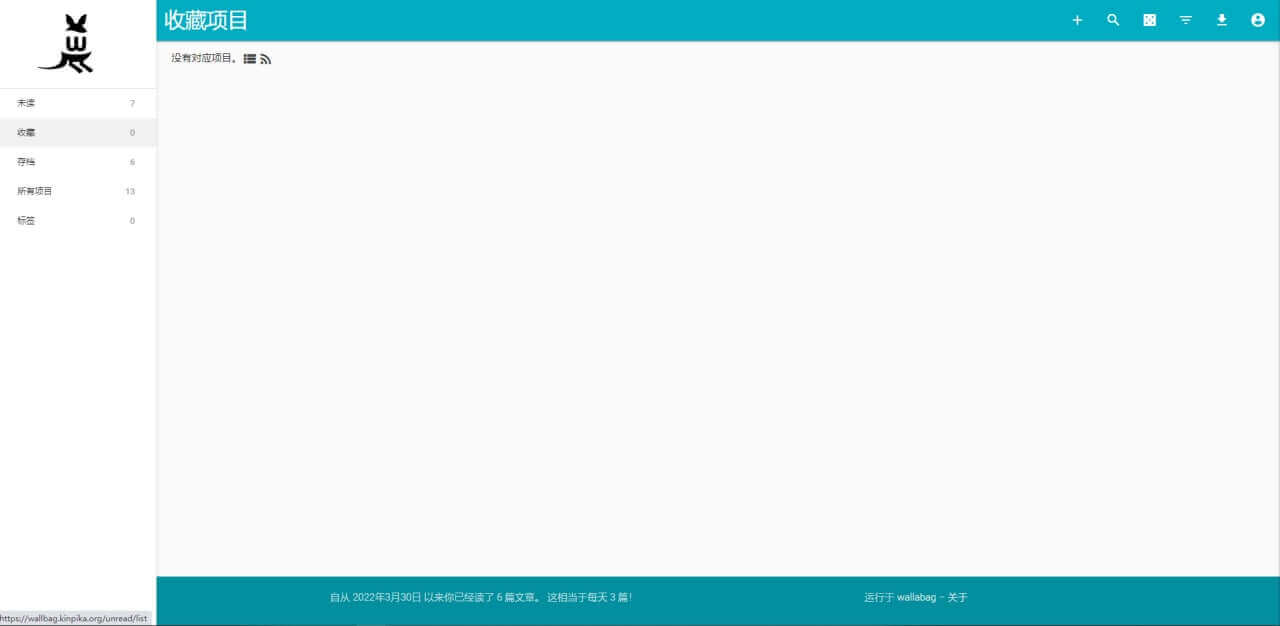 收藏项目
没有对应项目。
未读 7
收藏 0
存档 6
所有项目 13
标签 0
自从 2022年3月30日 以来你已经读了 6 篇文章。 这相当于每天 3 篇！
运行于 wallabag – 关于
https://wallbag.kinpika.org/unread/list